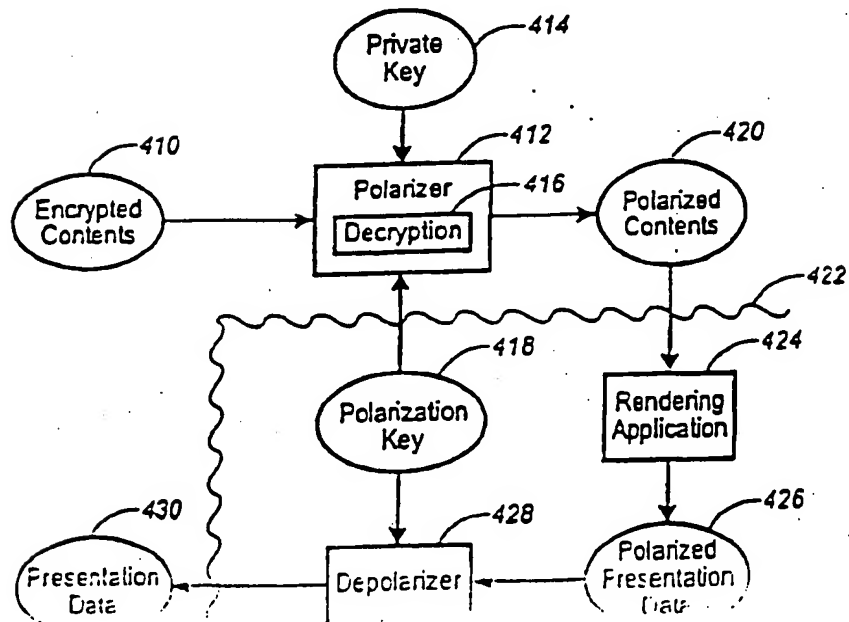 Private
Key
414
410
412
420
Polarizer
416
Encrypted
Contents
Decryption
Polarized
Contents
422
418
424
Polarization
Key
Rendering
Application
430
428
426
Presentation
Data
Depolarizer
Polarized
Presentation
Data